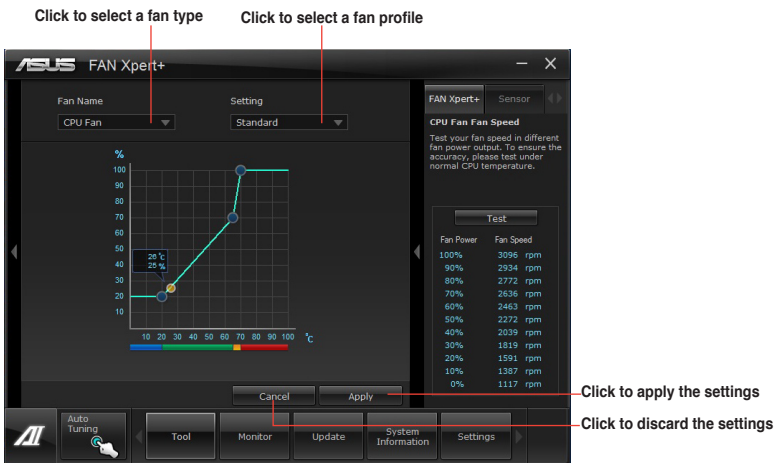 Click to select a fan type
Click to select a fan profile
ASUS FAN Xpert+
Fan Name
Setting
CPU Fan
Standard
%
100
90
80
70
60
50
40
30
20
10
26 °C
25 %
10 20 30 40 50 60 70 80 90 100 °C
Cancel
Apply
FAN Xpert+
Sensor
CPU Fan Fan Speed
Test your fan speed in different
fan power output. To ensure the
accuracy, please test under
normal CPU temperature.
Test
Fan Power Fan Speed
100% 3096 rpm
90% 2934 rpm
80% 2772 rpm
70% 2636 rpm
60% 2463 rpm
50% 2272 rpm
40% 2039 rpm
30% 1819 rpm
20% 1591 rpm
10% 1387 rpm
0% 1117 rpm
Click to apply the settings
Click to discard the settings
AI
Auto
Tuning
Tool
Monitor
Update
System
Information
Settings